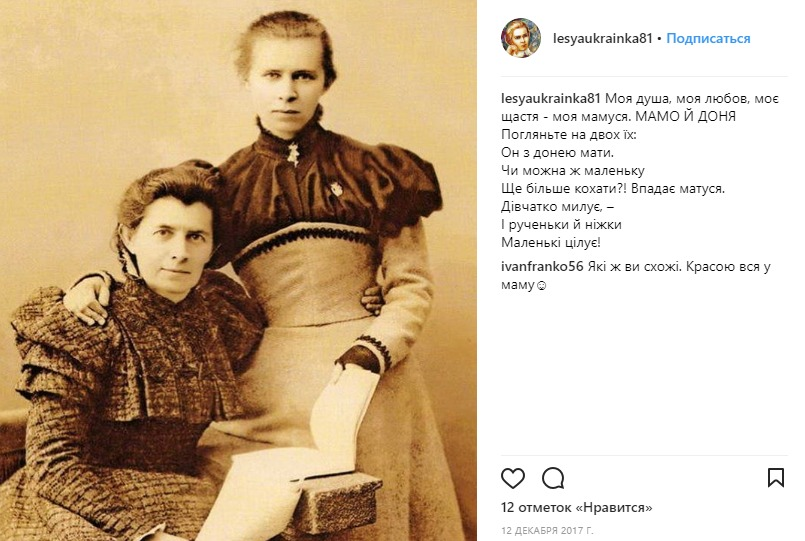 lesyaukrainka81 • Подписаться
lesyaukrainka81 Моя душа, моя любов, моє
щастя - моя мамуся. МАМО Й ДОНЯ
Погляньте на двох їх:
Он з донею мати.
Чи можна ж маленьку
Ще більше кохати?! Впадає матуся.
Дівчатко милує, –
І рученьки й ніжки
Маленькі цілує!
ivanfranko56 Які ж ви схожі. Красою вся у
маму☺
12 отметок «Нравится»
12 ДЕКАБРЯ 2017 Г.